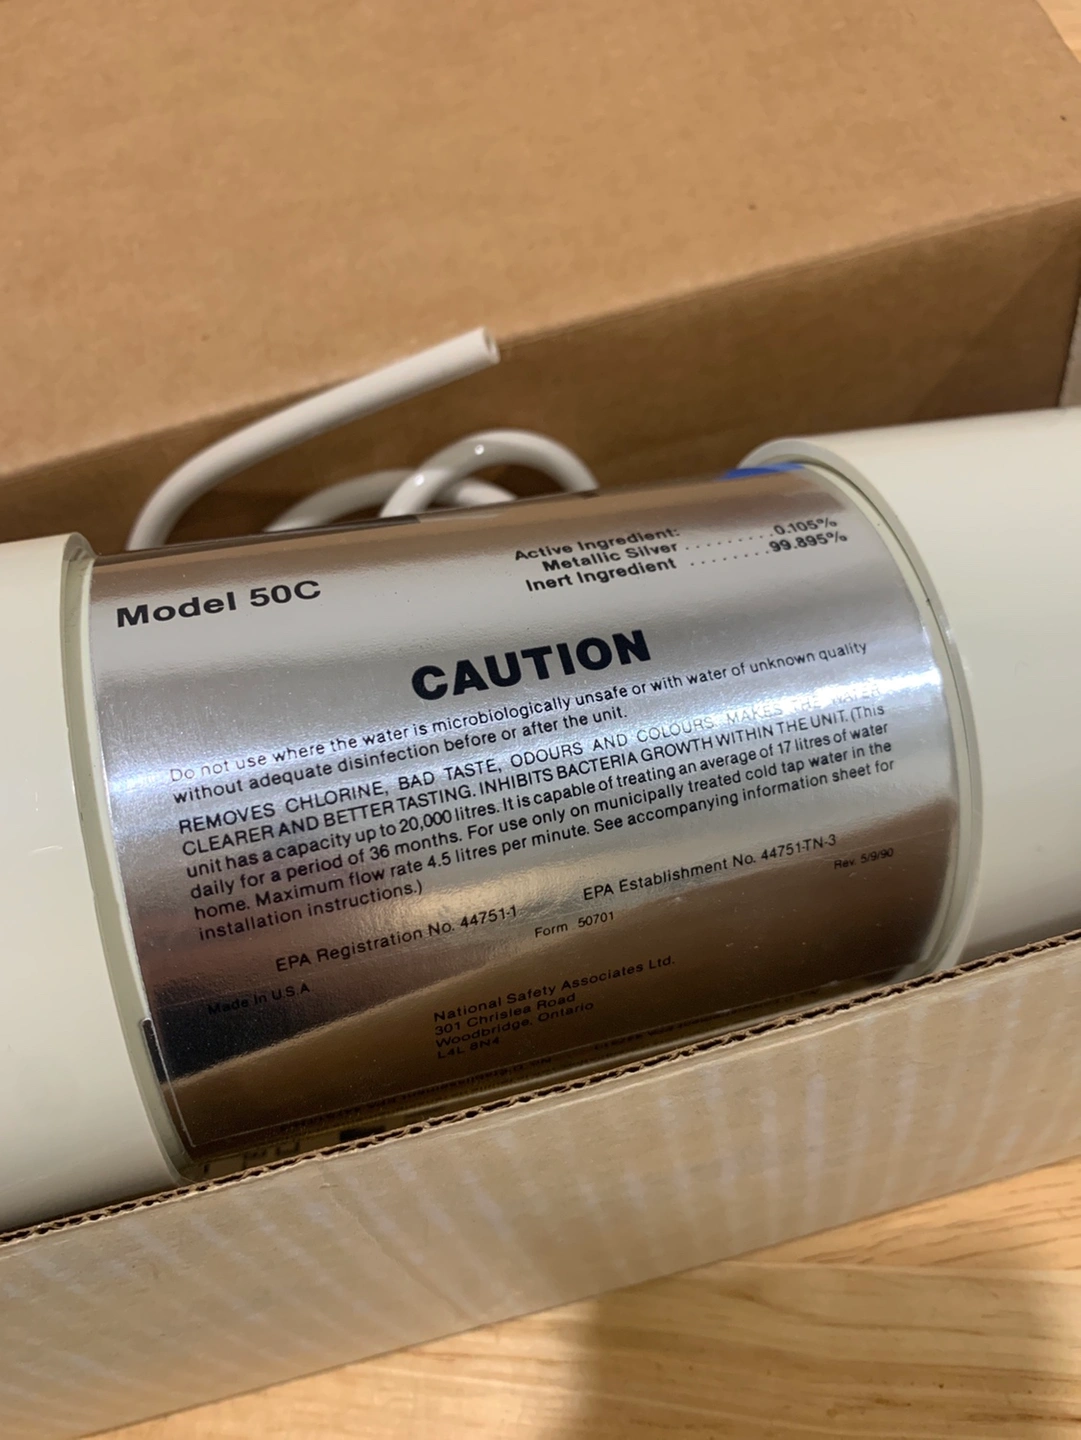 Model 50C
Active Ingredient:
Metallic Silver ........0.105%
Inert Ingredient .......99.895%
CAUTION
Do not use where the water is microbiologically unsafe or with water of unknown quality
without adequate disinfection before or after the unit.
REMOVES CHLORINE, BAD TASTE, ODOURS AND COLOURS. MAKES THE WATER
CLEARER AND BETTER TASTING. INHIBITS BACTERIA GROWTH WITHIN THE UNIT. (This
unit has a capacity up to 20,000 litres. It is capable of treating an average of 17 litres of water
daily for a period of 36 months. For use only on municipally treated cold tap water in the
home. Maximum flow rate 4.5 litres per minute. See accompanying information sheet for
installation instructions.)
EPA Registration No. 44751-1 EPA Establishment No. 44751-TN-3
Form 50701 Rev. 5/9/90
Made In U.S.A
National Safety Associates Ltd.
301 Chrislea Road
Woodbridge, Ontario
L4L 8N4